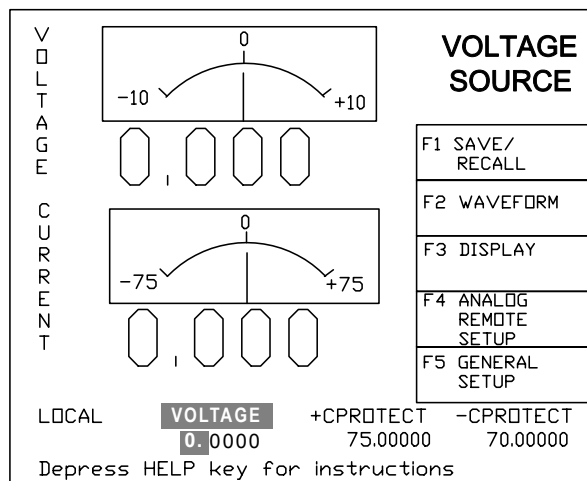 VOLTAGE
0
-10 +10
0,000
CURRENT
0
-75 +75
0,000
VOLTAGE
SOURCE
F1 SAVE/
RECALL
F2 WAVEFORM
F3 DISPLAY
F4 ANALOG
REMOTE
SETUP
F5 GENERAL
SETUP
LOCAL VOLTAGE +CPROTECT -CPROTECT
0.0000 75.00000 70.00000
Depress HELP key for instructions